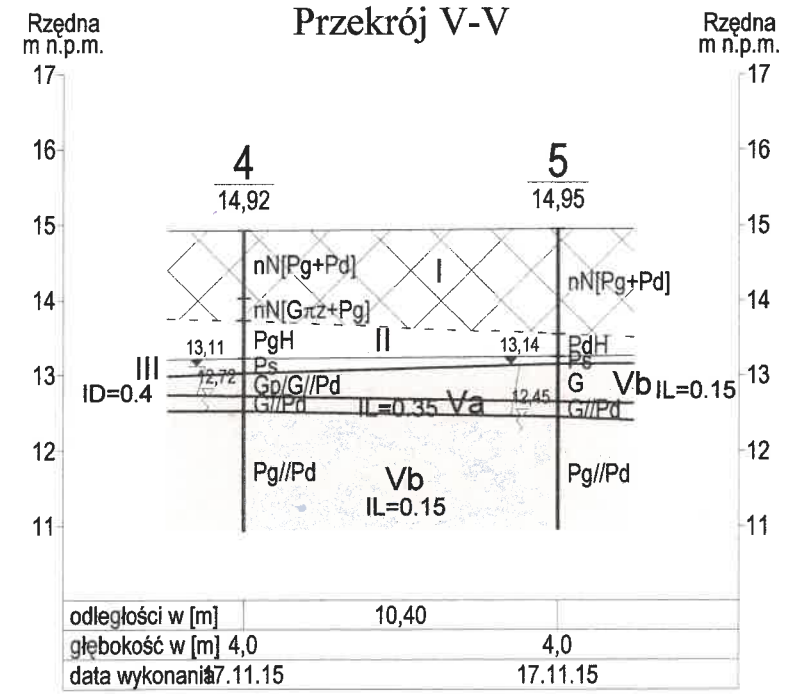 Przekrój V-V
Rzędna
m n.p.m.
Rzędna
m n.p.m.
17
17
16
16
4
5
14,92
14,95
15
15
nN[Pg+Pd]
I
nN[Pg+Pd]
14
14
nN[Gπz+Pg]
13,11
PgH
II
13,14
PdH
III
Ps
Ps
13
13
ID=0.4
12,72
Gp/G//Pd
G
Vb IL=0.15
12,45
G//Pd
IL=0.35 Va
G//Pd
12
12
Pg//Pd
Vb
Pg//Pd
IL=0.15
11
11
odległości w [m]
10,40
głębokość w [m] 4,0
4,0
data wykonania 17.11.15
17.11.15